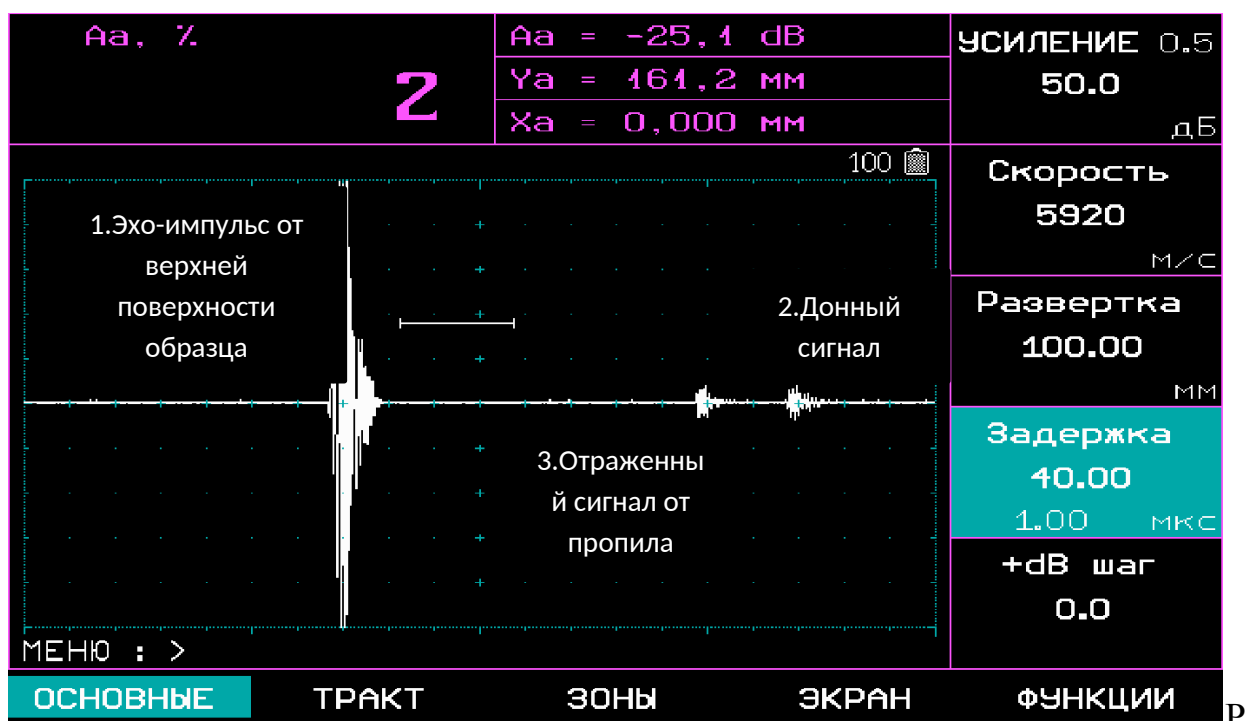 Aa, %
2
Aa = -25,1 dB
Ya = 161,2 мм
Xa = 0,000 мм
УСИЛЕНИЕ 0.5
50.0
дБ
100
Скорость
5920
м/с
Развертка
100.00
мм
Задержка
40.00
1.00 мкс
+dB шаг
0.0
1.Эхо-импульс от
верхней
поверхности
образца
2.Донный
сигнал
3.Отраженны
й сигнал от
пропила
МЕНЮ : >
ОСНОВНЫЕ ТРАКТ ЗОНЫ ЭКРАН ФУНКЦИИ
Р